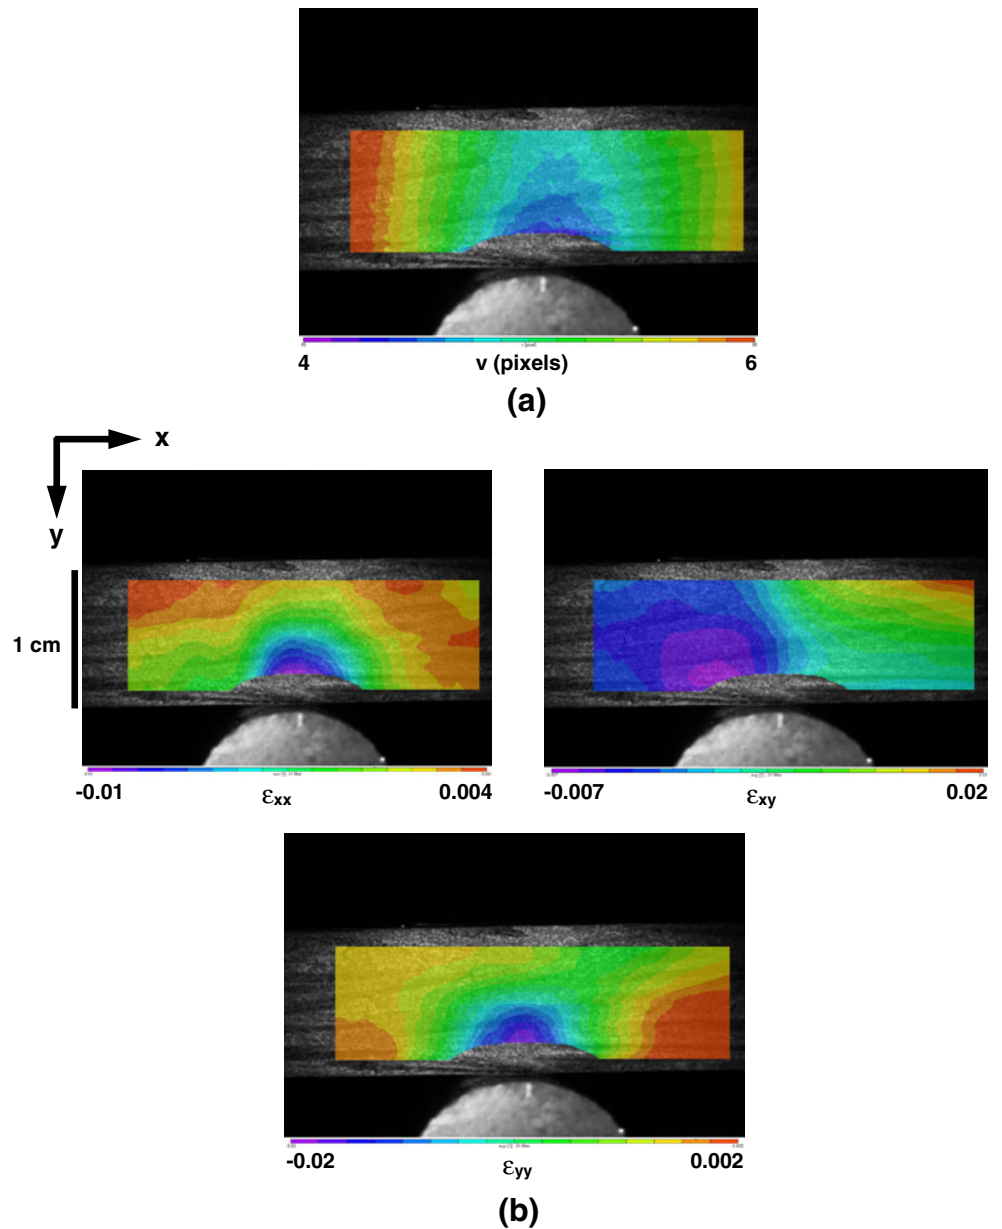 4 v (pixels) 6
(a)
x
y
1 cm
-0.01 εxx 0.004
-0.007 εxy 0.02
-0.02 εyy 0.002
(b)